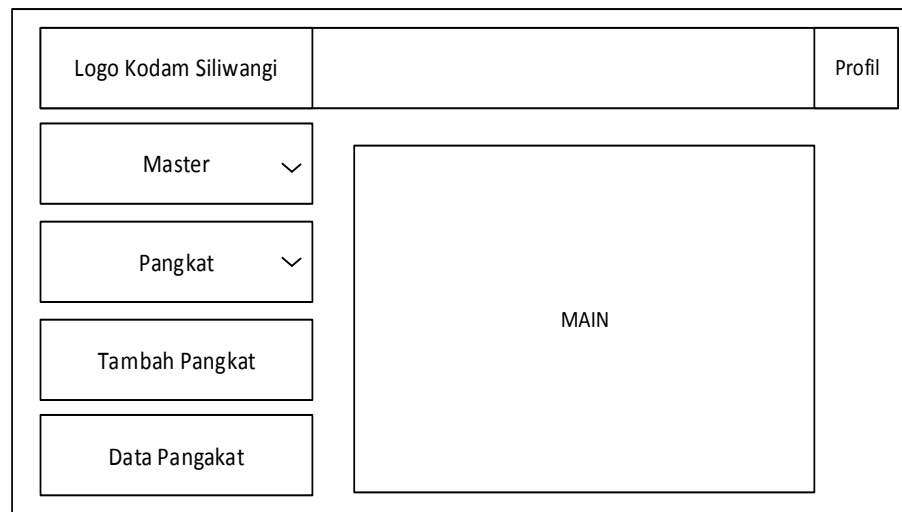 Logo Kodam Siliwangi
Profil
Master
Pangkat
MAIN
Tambah Pangkat
Data Pangakat